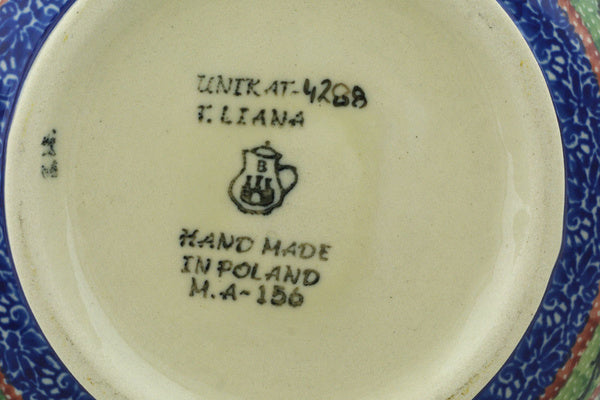 UNIKAT-4288
T. LIANA
B
HAND MADE
IN POLAND
M.A-156